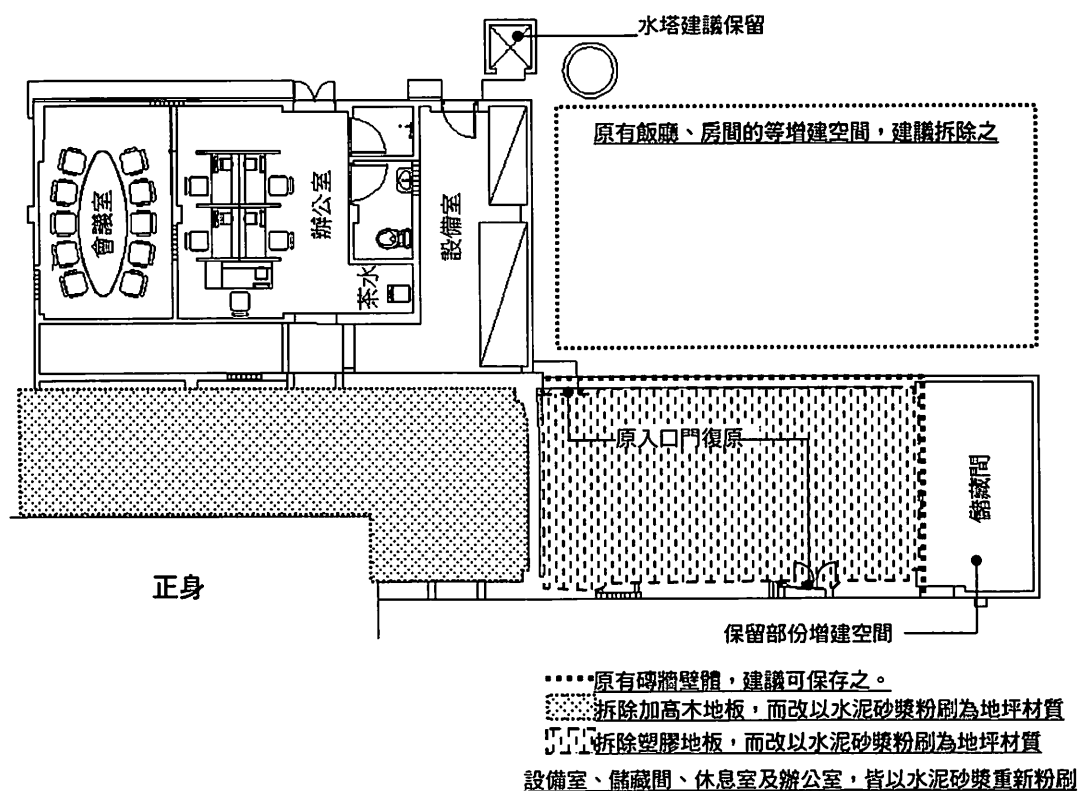 水塔建議保留
原有飯廳、房間的等增建空間，建議拆除之
會議室
辦公室
設備室
茶水
原入口門復原
儲藏間
正身
保留部份增建空間
原有磚牆壁體，建議可保存之。
拆除加高木地板，而改以水泥砂漿粉刷為地坪材質
拆除塑膠地板，而改以水泥砂漿粉刷為地坪材質
設備室、儲藏間、休息室及辦公室，皆以水泥砂漿重新粉刷